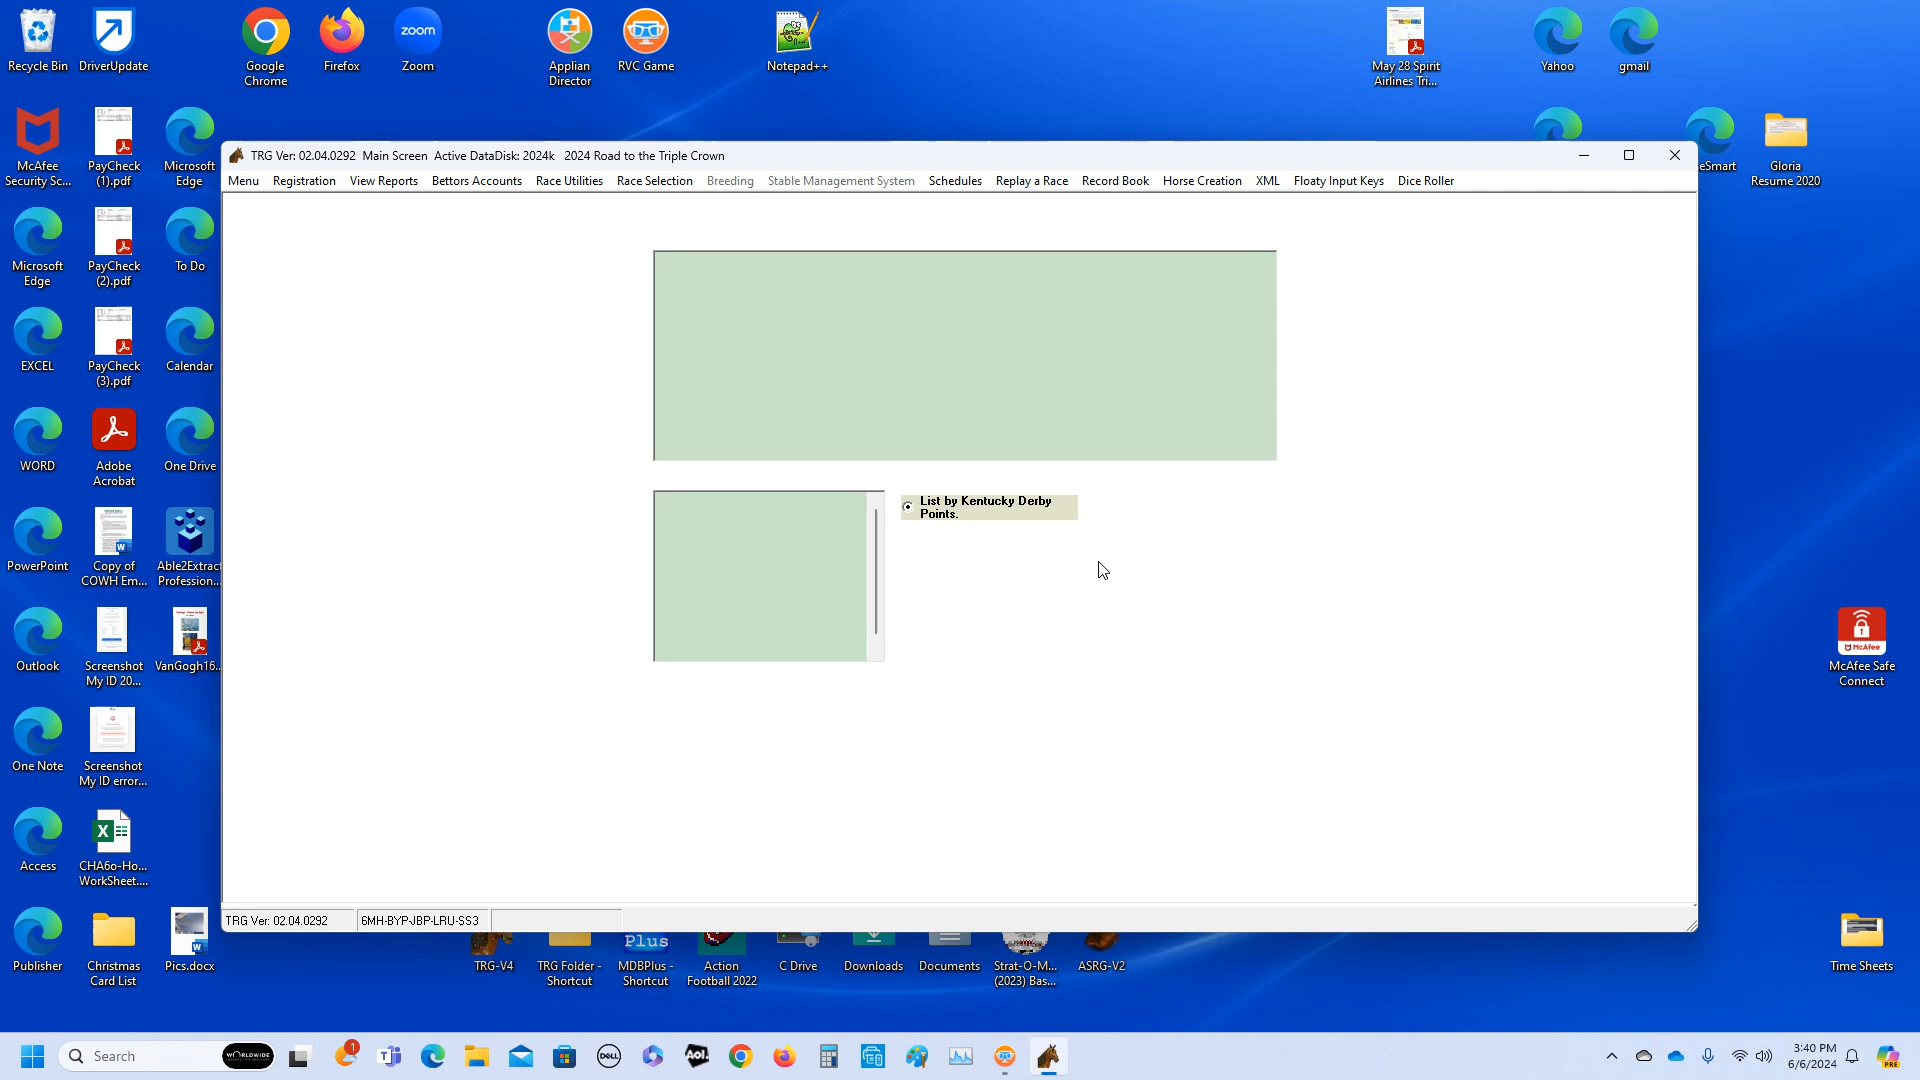 Recycle Bin
DriverUpdate
Google
Chrome
Firefox
zoom
Zoom
Applian
Director
RVC Game
Notepad++
May 28 Spirit
Airlines Tri...
Yahoo
gmail
McAfee
Security Sc...
PayCheck
(1).pdf
Microsoft
Edge
eSmart
Gloria
Resume 2020
TRG Ver: 02.04.0292 Main Screen Active DataDisk: 2024k 2024 Road to the Triple Crown
Menu Registration View Reports Bettors Accounts Race Utilities Race Selection Breeding Stable Management System Schedules Replay a Race Record Book Horse Creation XML Floaty Input Keys Dice Roller
Microsoft
Edge
PayCheck
(2).pdf
To Do
EXCEL
PayCheck
(3).pdf
Calendar
WORD
Adobe
Acrobat
One Drive
List by Kentucky Derby
Points.
PowerPoint
Copy of
COWH Em...
Able2Extract
Profession...
Outlook
Screenshot
My ID 20...
VanGogh16...
McAfee
McAfee Safe
Connect
One Note
Screenshot
My ID error...
Access
CHA6o-Ho...
WorkSheet....
TRG Ver: 02.04.0292
6MH-BYP-JBP-LRU-SS3
Publisher
Christmas
Card List
Pics.docx
TRG-V4
TRG Folder -
Shortcut
Plus
MDBPlus -
Shortcut
Action
Football 2022
C Drive
Downloads
Documents
Strat-O-M...
(2023) Bas...
ASRG-V2
Time Sheets
Search
WORLDWIDE
1
DELL
Aol.
3:40 PM
6/6/2024
PRE